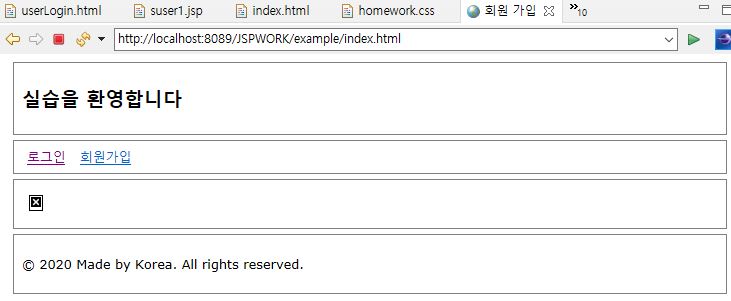 userLogin.html suser1.jsp index.html homework.css 회원 가입 »10
http://localhost:8089/JSPWORK/example/index.html
실습을 환영합니다
로그인 회원가입
© 2020 Made by Korea. All rights reserved.